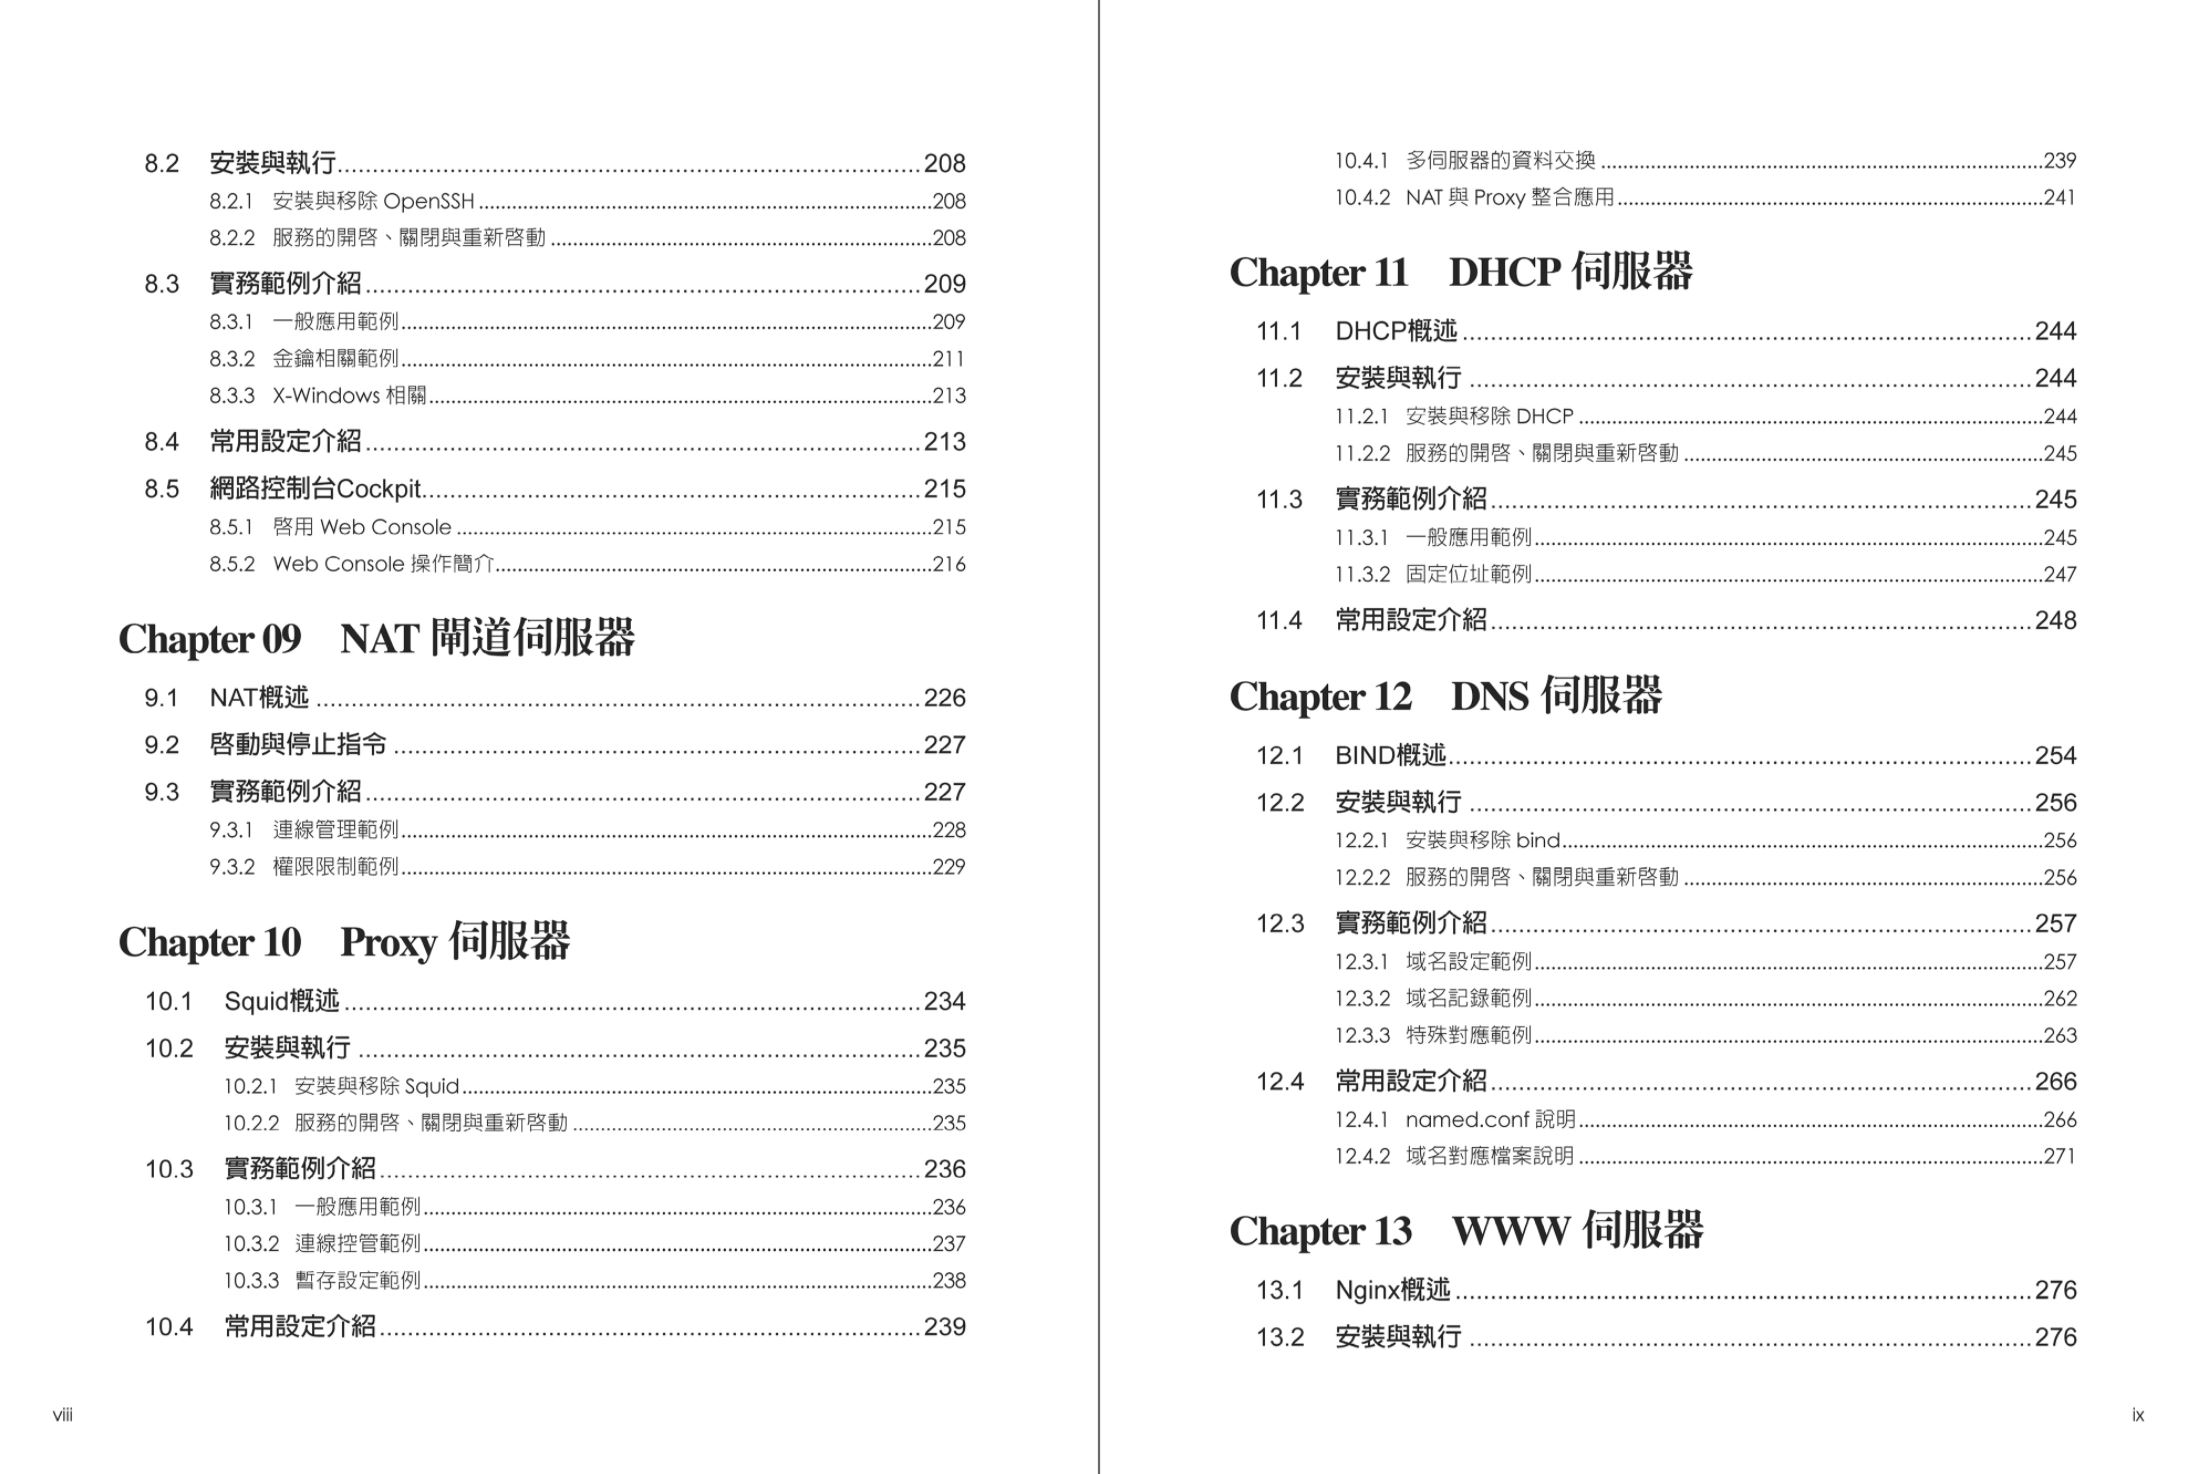 8.2 安裝與執行 208
8.2.1 安裝與移除 OpenSSH 208
8.2.2 服務的開啓、關閉與重新啓動 208
8.3 實務範例介紹 209
8.3.1 一般應用範例 209
8.3.2 金鑰相關範例 211
8.3.3 X-Windows 相關 213
8.4 常用設定介紹 213
8.5 網路控制台Cockpit 215
8.5.1 啓用 Web Console 215
8.5.2 Web Console 操作簡介 216
Chapter 09 NAT 閘道伺服器
9.1 NAT概述 226
9.2 啓動與停止指令 227
9.3 實務範例介紹 227
9.3.1 連線管理範例 228
9.3.2 權限限制範例 229
Chapter 10 Proxy 伺服器
10.1 Squid概述 234
10.2 安裝與執行 235
10.2.1 安裝與移除 Squid 235
10.2.2 服務的開啓、關閉與重新啓動 235
10.3 實務範例介紹 236
10.3.1 一般應用範例 236
10.3.2 連線控管範例 237
10.3.3 暫存設定範例 238
10.4 常用設定介紹 239
viii
10.4.1 多伺服器的資料交換 239
10.4.2 NAT 與 Proxy 整合應用 241
Chapter 11 DHCP 伺服器
11.1 DHCP概述 244
11.2 安裝與執行 244
11.2.1 安裝與移除 DHCP 244
11.2.2 服務的開啓、關閉與重新啓動 245
11.3 實務範例介紹 245
11.3.1 一般應用範例 245
11.3.2 固定位址範例 247
11.4 常用設定介紹 248
Chapter 12 DNS 伺服器
12.1 BIND概述 254
12.2 安裝與執行 256
12.2.1 安裝與移除 bind 256
12.2.2 服務的開啓、關閉與重新啓動 256
12.3 實務範例介紹 257
12.3.1 域名設定範例 257
12.3.2 域名記錄範例 262
12.3.3 特殊對應範例 263
12.4 常用設定介紹 266
12.4.1 named.conf 說明 266
12.4.2 域名對應檔案說明 271
Chapter 13 WWW 伺服器
13.1 Nginx概述 276
13.2 安裝與執行 276
ix